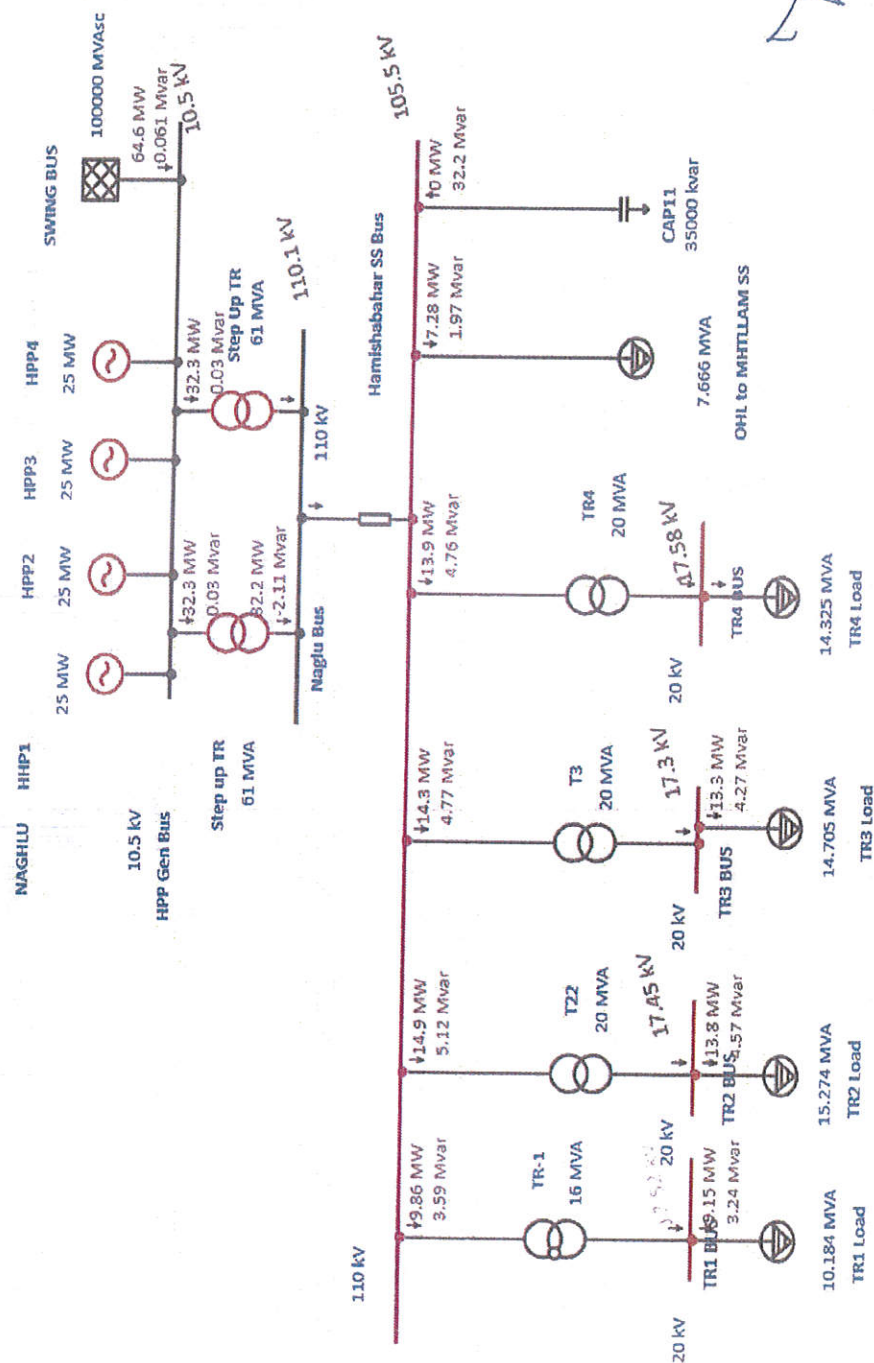 NAGHLU
HHP1
HPP2
HPP3
HPP4
SWING BUS
25 MW
25 MW
25 MW
25 MW
100000 MVAsc
64.6 MW
0.061 Mvar
10.5 kV
10.5 kV
HPP Gen Bus
32.3 MW
0.03 Mvar
32.3 MW
0.03 Mvar
Step up TR
61 MVA
Step Up TR
61 MVA
32.2 MW
-2.11 Mvar
Naglu Bus
110 kV
110.1 kV
110 kV
Hamishabahar SS Bus
105.5 kV
9.86 MW
3.59 Mvar
14.9 MW
5.12 Mvar
14.3 MW
4.77 Mvar
13.9 MW
4.76 Mvar
7.28 MW
1.97 Mvar
0 MW
32.2 Mvar
TR-1
16 MVA
T22
20 MVA
T3
20 MVA
TR4
20 MVA
7.666 MVA
OHL to MHTLLAM SS
CAP11
35000 kvar
20 kV
TR1 BUS
9.15 MW
3.24 Mvar
20 kV
17.45 kV
TR2 BUS
13.8 MW
4.57 Mvar
20 kV
17.3 kV
TR3 BUS
13.3 MW
4.27 Mvar
20 kV
17.58 kV
TR4 BUS
10.184 MVA
TR1 Load
15.274 MVA
TR2 Load
14.705 MVA
TR3 Load
14.325 MVA
TR4 Load